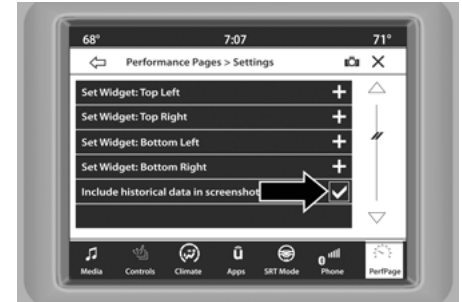 68° 7:07 71°
Performance Pages > Settings
Set Widget: Top Left
Set Widget: Top Right
Set Widget: Bottom Left
Set Widget: Bottom Right
Include historical data in screenshot
Media Controls Climate Apps SRT Mode 0 Phone PerfPage